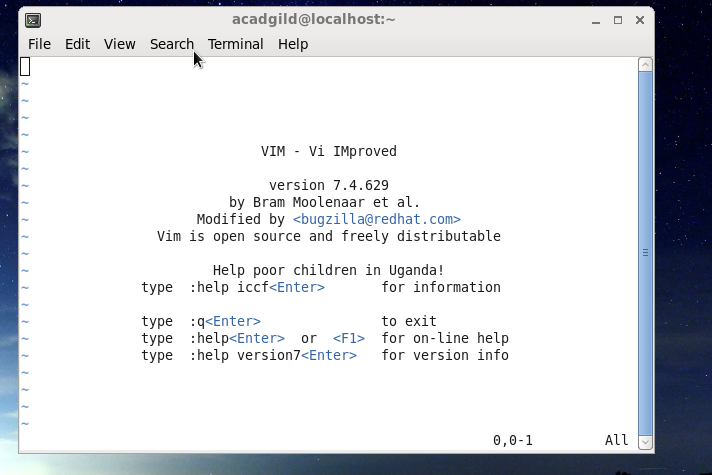 acadgild@localhost:~
File Edit View Search Terminal Help
~
~
~
~
~ VIM - Vi IMproved
~
~ version 7.4.629
~ by Bram Moolenaar et al.
~ Modified by <bugzilla@redhat.com>
~ Vim is open source and freely distributable
~
~ Help poor children in Uganda!
~ type :help iccf<Enter> for information
~
~ type :q<Enter> to exit
~ type :help<Enter> or <F1> for on-line help
~ type :help version7<Enter> for version info
~
~
~
~
0,0-1 All